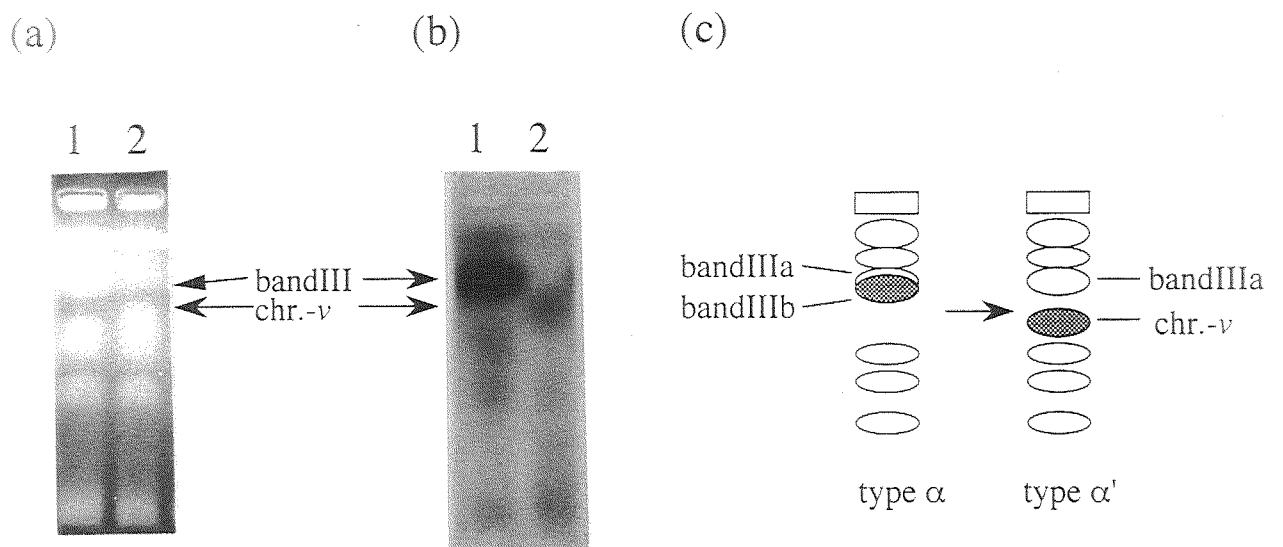 (a)
(b)
(c)
1 2
1 2
bandIII
chr.-v
bandIIIa
bandIIIb
bandIIIa
chr.-v
type α
type α'